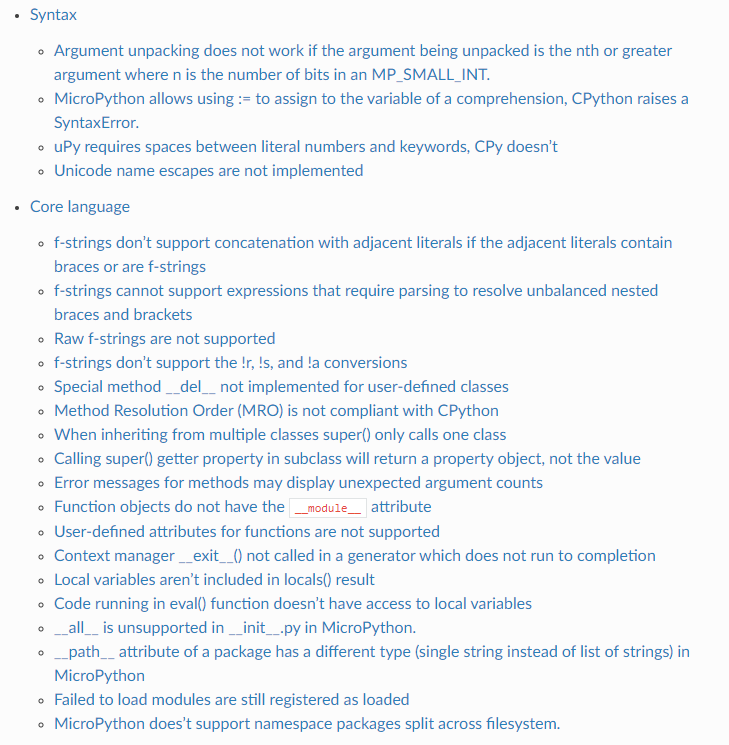 Syntax
Argument unpacking does not work if the argument being unpacked is the nth or greater
argument where n is the number of bits in an MP_SMALL_INT.
MicroPython allows using := to assign to the variable of a comprehension, CPython raises a
SyntaxError.
uPy requires spaces between literal numbers and keywords, CPy doesn’t
Unicode name escapes are not implemented
Core language
f-strings don’t support concatenation with adjacent literals if the adjacent literals contain
braces or are f-strings
f-strings cannot support expressions that require parsing to resolve unbalanced nested
braces and brackets
Raw f-strings are not supported
f-strings don’t support the !r, !s, and !a conversions
Special method __del__ not implemented for user-defined classes
Method Resolution Order (MRO) is not compliant with CPython
When inheriting from multiple classes super() only calls one class
Calling super() getter property in subclass will return a property object, not the value
Error messages for methods may display unexpected argument counts
Function objects do not have the __module__ attribute
User-defined attributes for functions are not supported
Context manager __exit__() not called in a generator which does not run to completion
Local variables aren’t included in locals() result
Code running in eval() function doesn’t have access to local variables
__all__ is unsupported in __init__.py in MicroPython.
__path__ attribute of a package has a different type (single string instead of list of strings) in
MicroPython
Failed to load modules are still registered as loaded
MicroPython does’t support namespace packages split across filesystem.